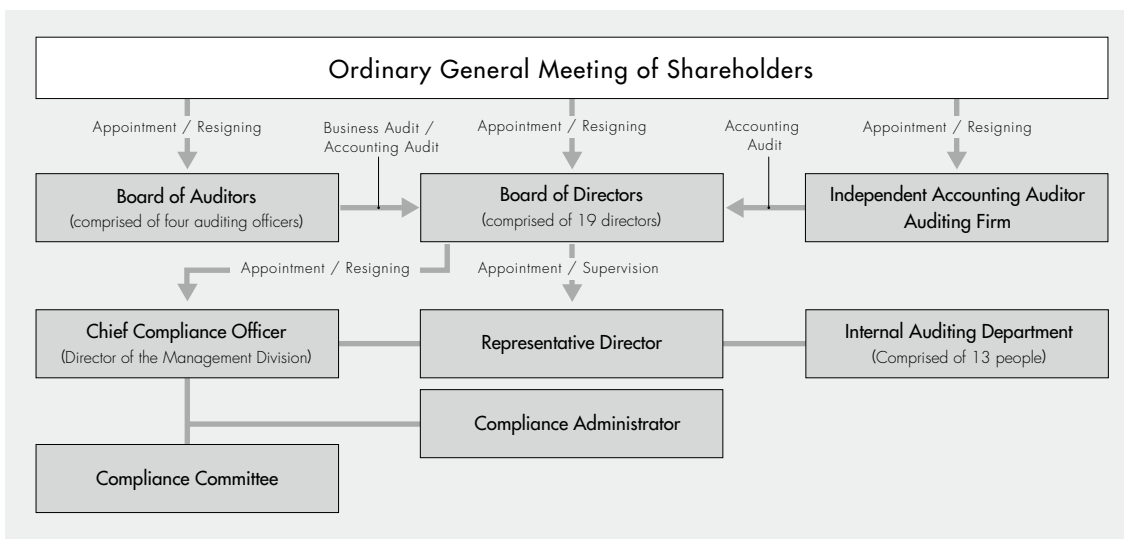 Ordinary General Meeting of Shareholders
Appointment / Resigning
Business Audit /
Accounting Audit
Appointment / Resigning
Accounting
Audit
Appointment / Resigning
Board of Auditors
(comprised of four auditing officers)
Board of Directors
(comprised of 19 directors)
Independent Accounting Auditor
Auditing Firm
Appointment / Resigning
Appointment / Supervision
Chief Compliance Officer
(Director of the Management Division)
Representative Director
Internal Auditing Department
(Comprised of 13 people)
Compliance Administrator
Compliance Committee